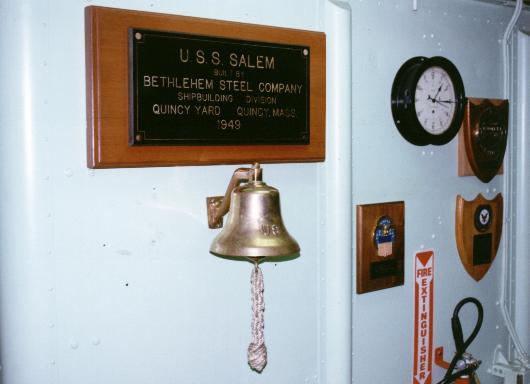 U.S.S. SALEM
BUILT BY
BETHLEHEM STEEL COMPANY
SHIPBUILDING DIVISION
QUINCY YARD QUINCY, MASS.
1949
FIRE
EXTINGUISHER